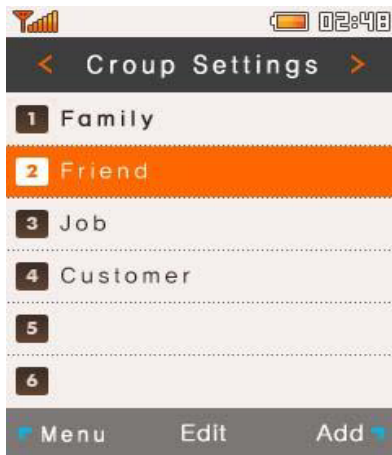 02:48
< Croup Settings >
1 Family
2 Friend
3 Job
4 Customer
5
6
Menu Edit Add